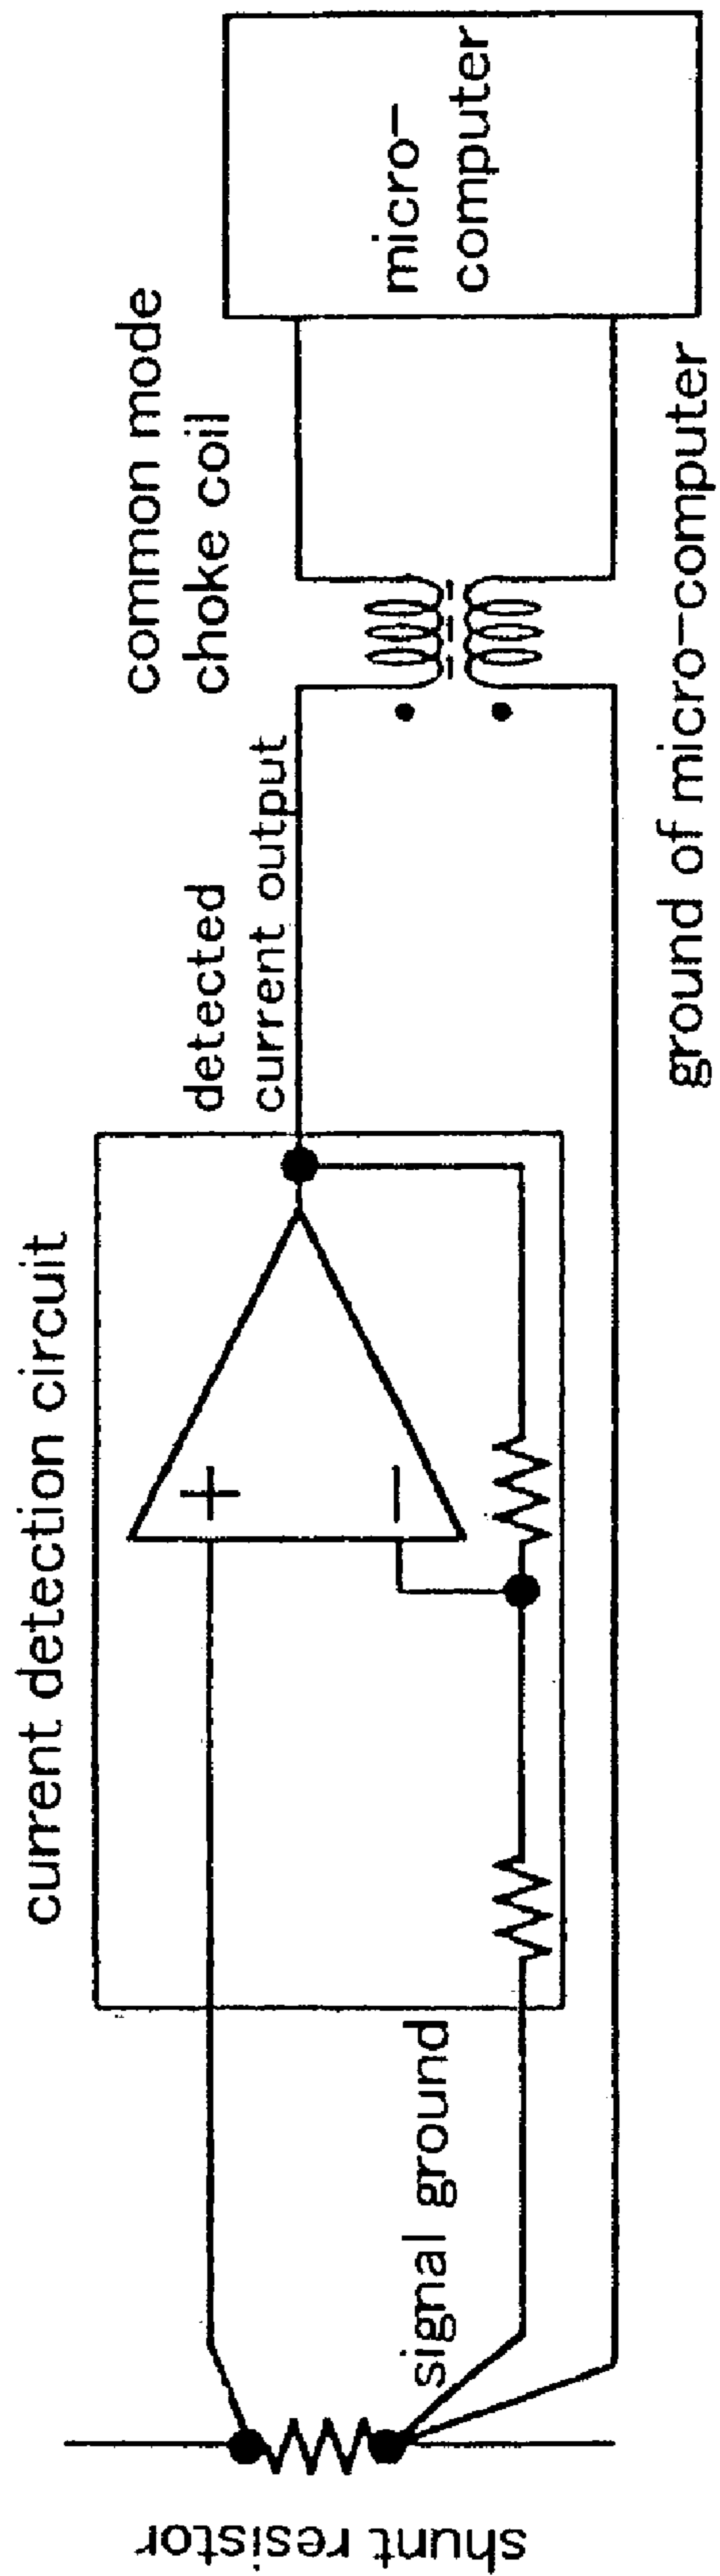 current detection circuit
common mode
choke coil
detected
current output
micro-
computer
+
−
signal ground
shunt resistor
ground of micro-computer